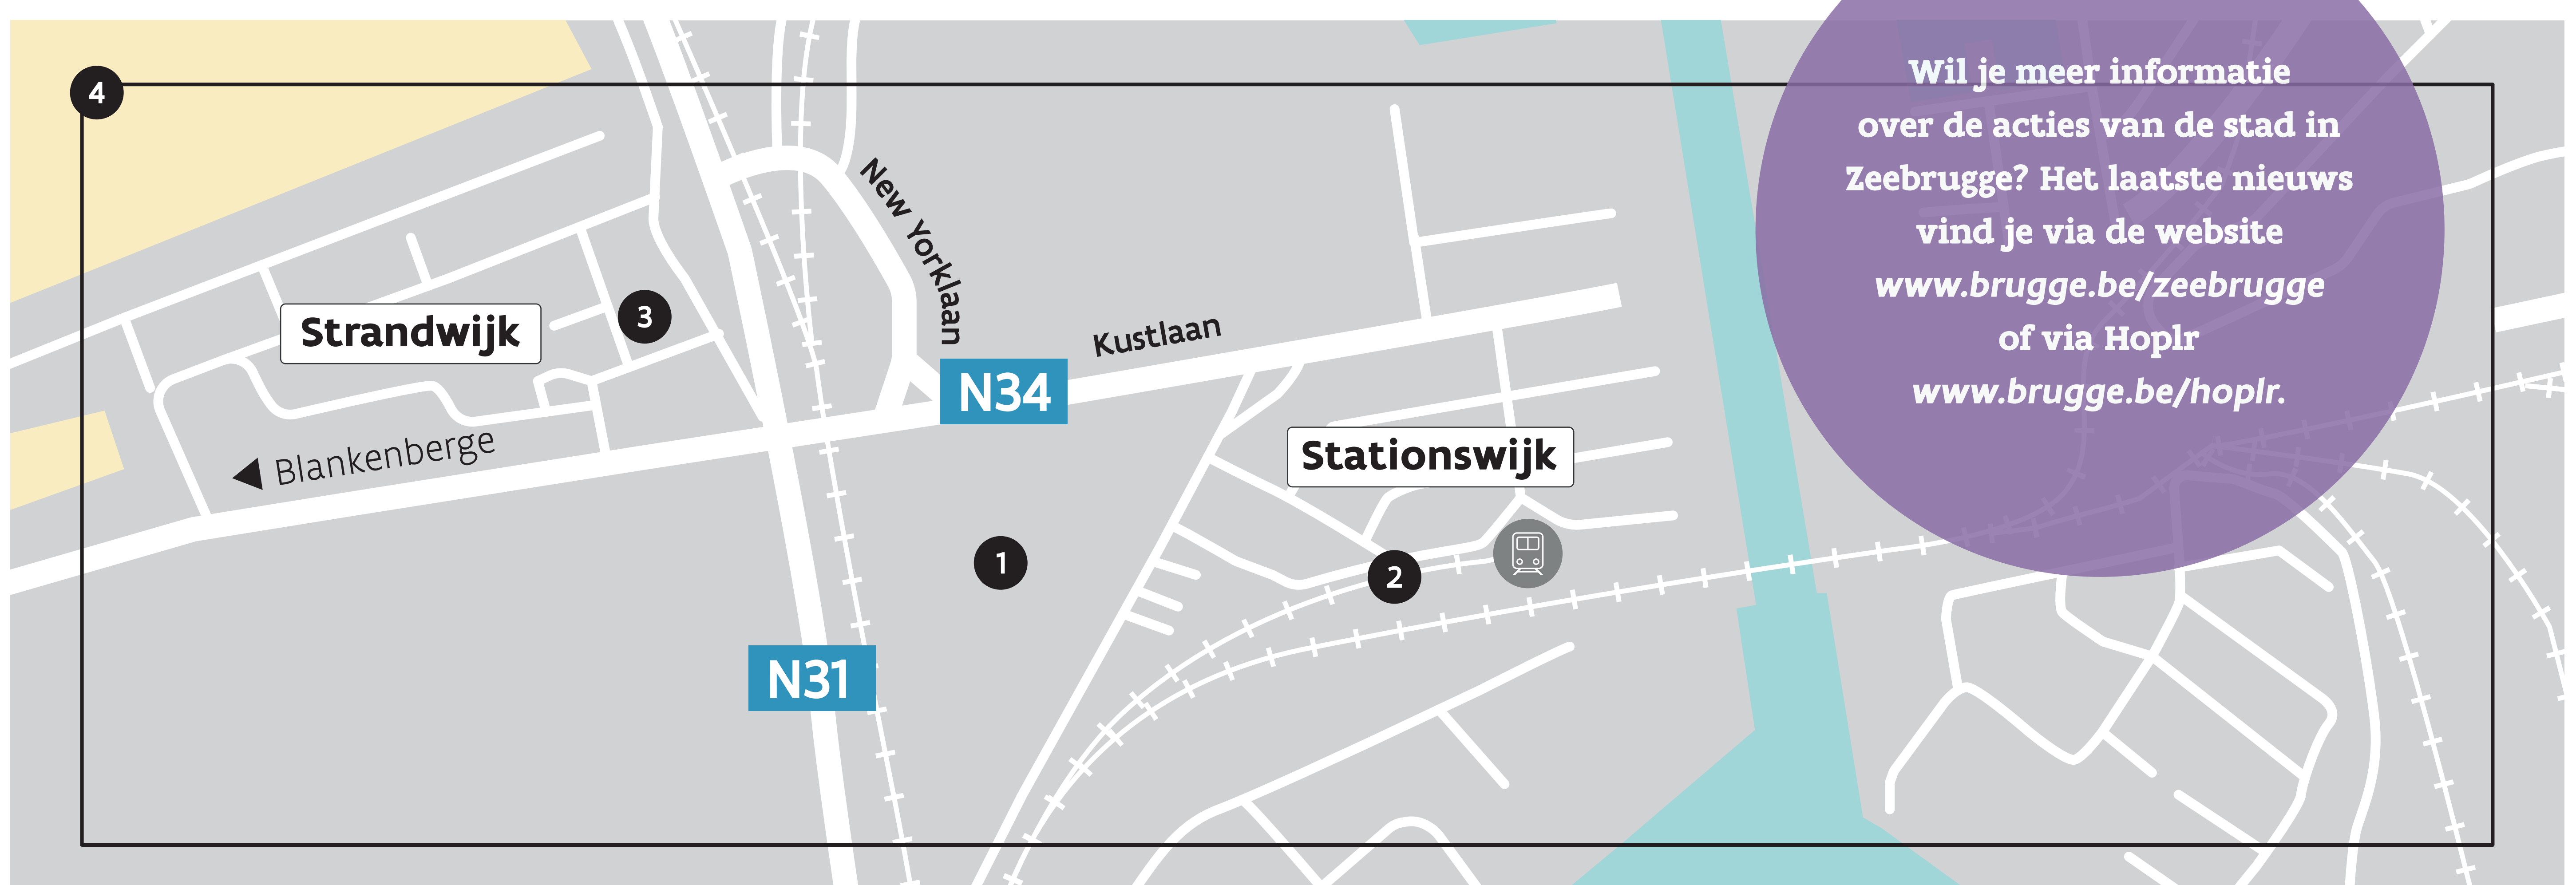 4
Wil je meer informatie
over de acties van de stad in
Zeebrugge? Het laatste nieuws
vind je via de website
www.brugge.be/zeebrugge
of via Hoplr
www.brugge.be/hoplr.
New Yorklaan
3
Strandwijk
Kustlaan
N34
Blankenberge
Stationswijk
1
2
N31